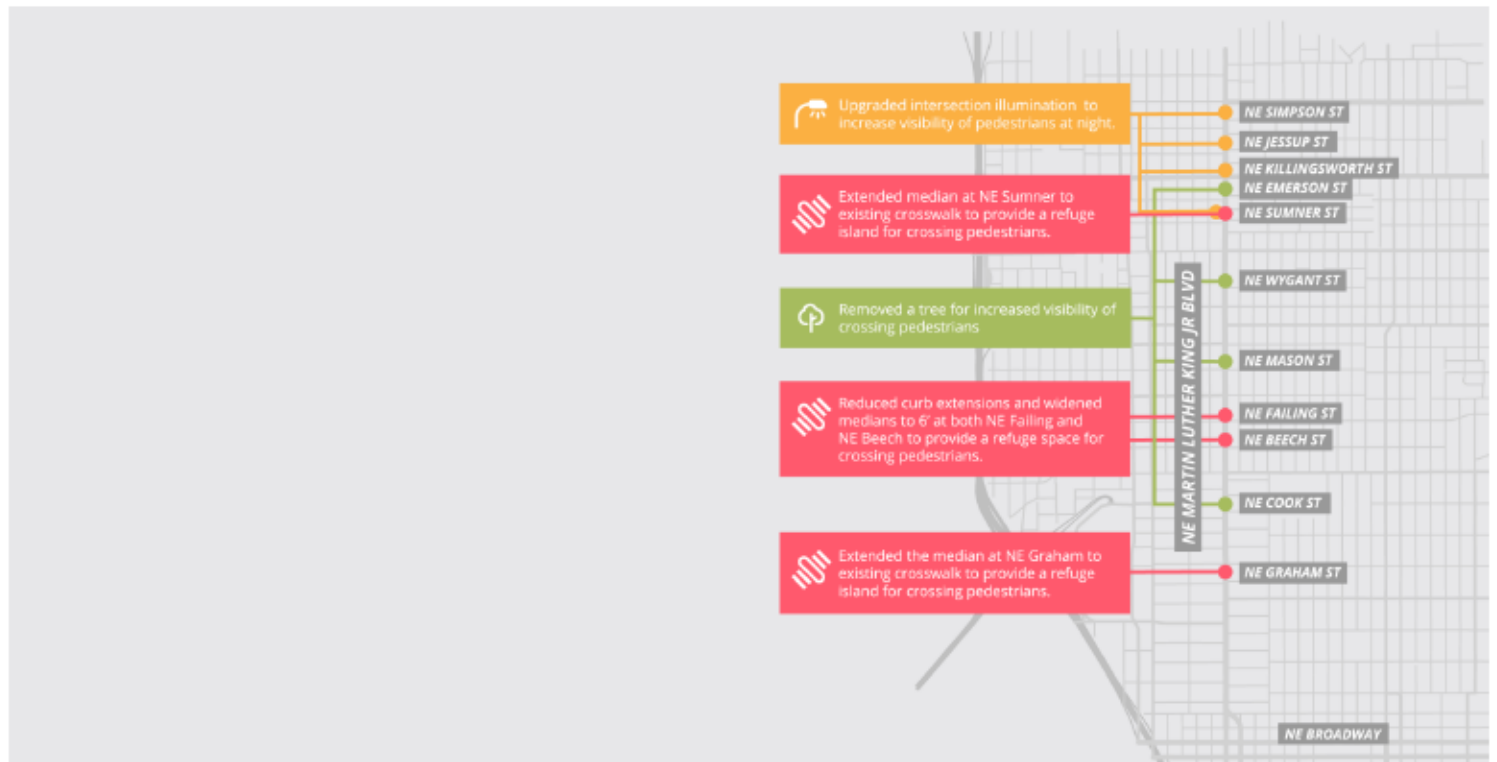 Upgraded intersection illumination to
increase visibility of pedestrians at night.
Extended median at NE Sumner to
existing crosswalk to provide a refuge
island for crossing pedestrians.
Removed a tree for increased visibility of
crossing pedestrians
Reduced curb extensions and widened
medians to 6' at both NE Failing and
NE Beech to provide a refuge space for
crossing pedestrians.
Extended the median at NE Graham to
existing crosswalk to provide a refuge
island for crossing pedestrians.
NE MARTIN LUTHER KING JR BLVD
NE SIMPSON ST
NE JESSUP ST
NE KILLINGSWORTH ST
NE EMERSON ST
NE SUMNER ST
NE WYGANT ST
NE MASON ST
NE FAILING ST
NE BEECH ST
NE COOK ST
NE GRAHAM ST
NE BROADWAY